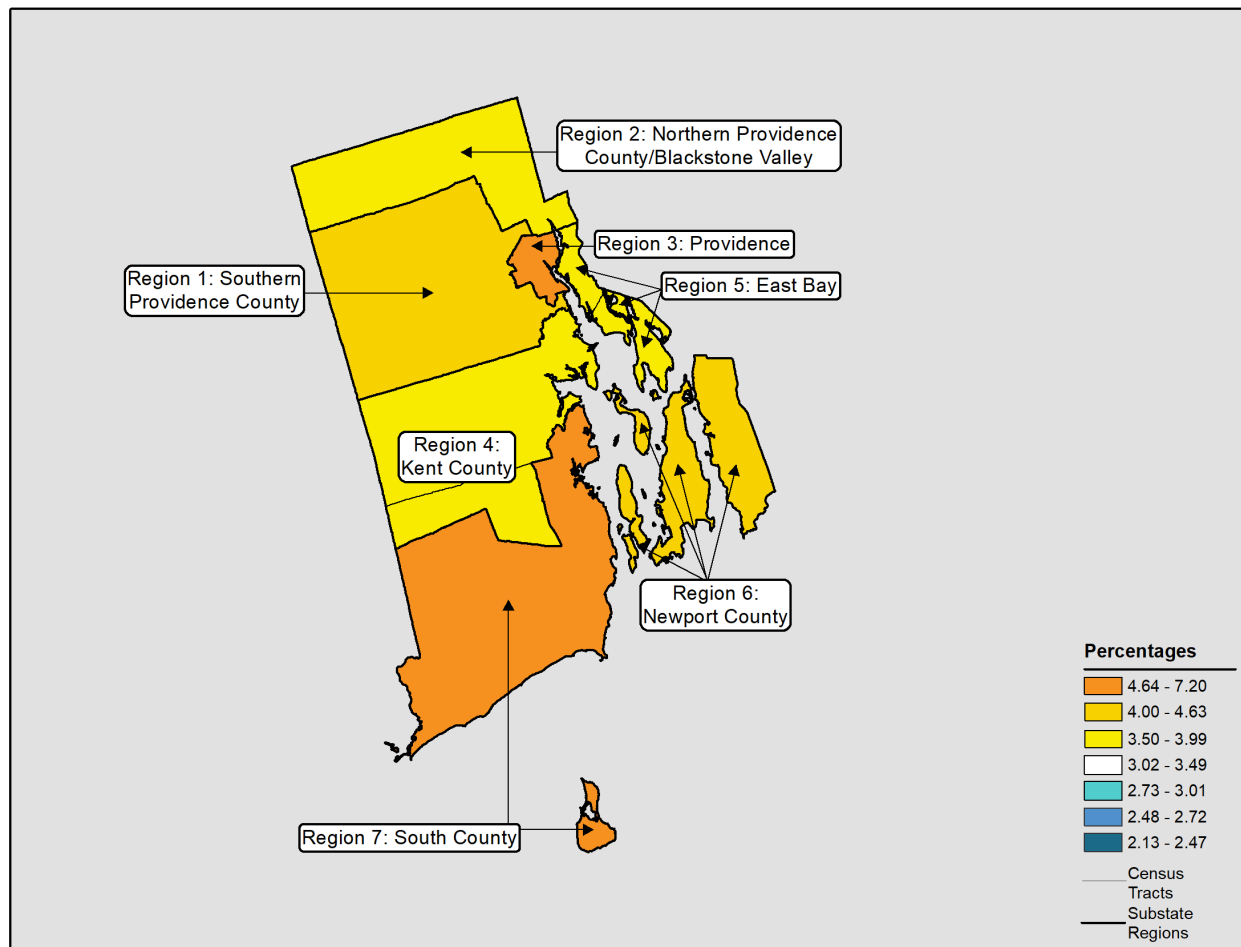 Region 2: Northern Providence
County/Blackstone Valley
Region 3: Providence
Region 1: Southern
Providence County
Region 5: East Bay
Region 4:
Kent County
Region 6:
Newport County
Region 7: South County
Percentages
4.64 - 7.20
4.00 - 4.63
3.50 - 3.99
3.02 - 3.49
2.73 - 3.01
2.48 - 2.72
2.13 - 2.47
Census
Tracts
Substate
Regions